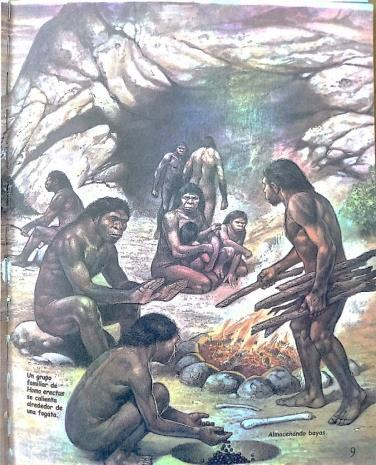 Un grupo
familiar de
Homo erectus
se calienta
alrededor de
una fogata.
Almacenando bayas.
9